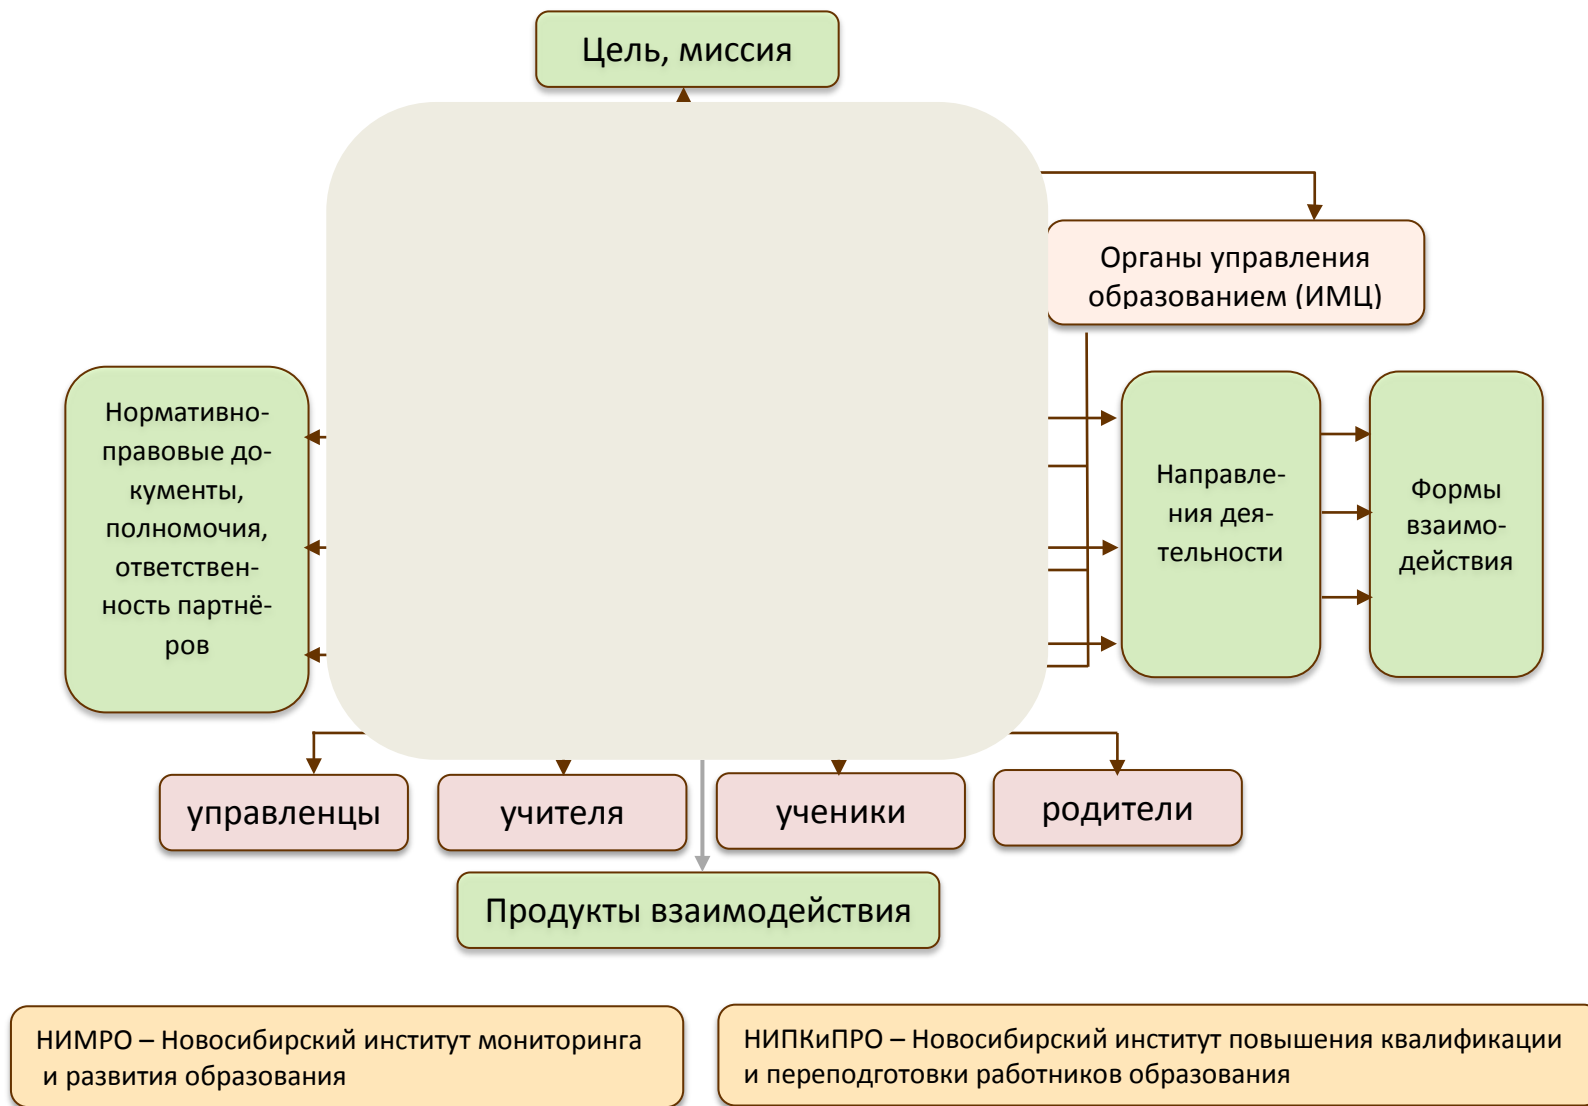 Цель, миссия
Органы управления
образованием (ИМЦ)
Нормативно-
правовые до-
кументы,
полномочия,
ответствен-
ность партнё-
ров
Направле-
ния дея-
тельности
Формы
взаимо-
действия
управленцы
учителя
ученики
родители
Продукты взаимодействия
НИМРО – Новосибирский институт мониторинга
и развития образования
НИПКиПРО – Новосибирский институт повышения квалификации
и переподготовки работников образования